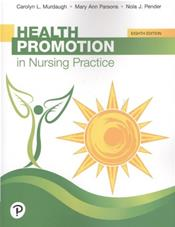 Carolyn L. Murdaugh • Mary Ann Parsons • Nola J. Pender
HEALTH
PROMOTION
EIGHTH EDITION
in Nursing Practice
P